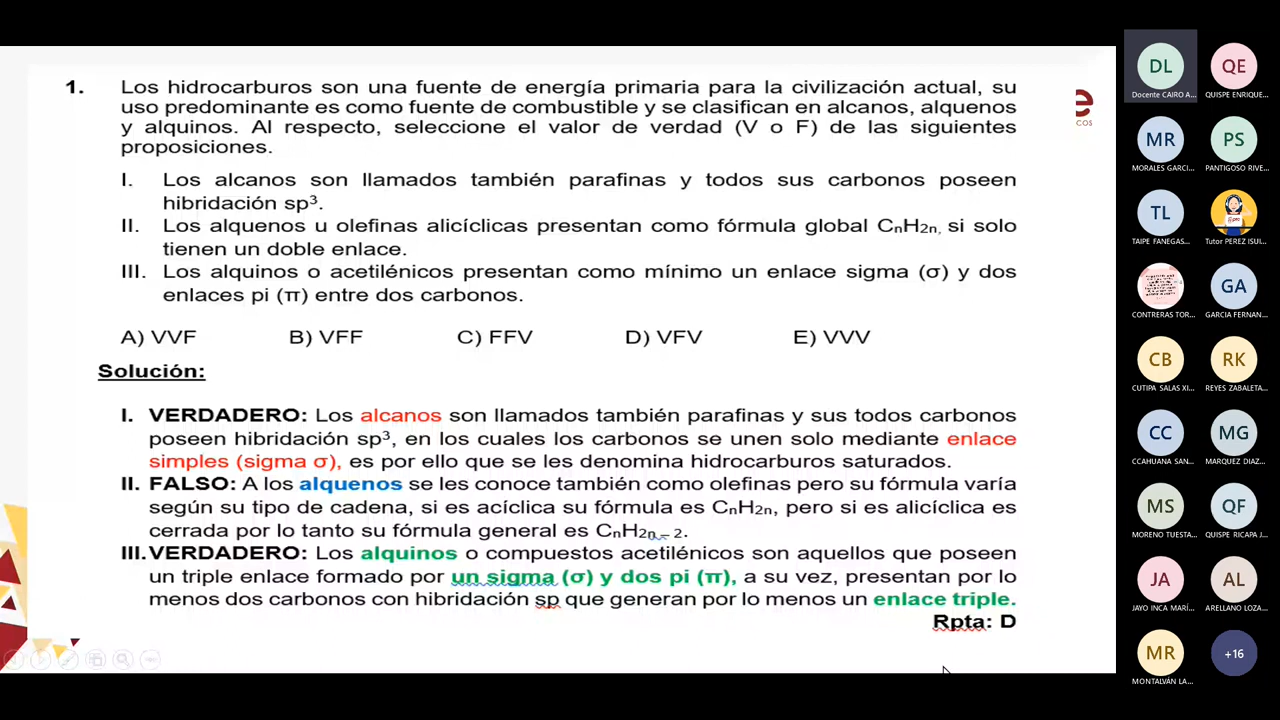 1. Los hidrocarburos son una fuente de energía primaria para la civilización actual, su
uso predominante es como fuente de combustible y se clasifican en alcanos, alquenos
y alquinos. Al respecto, seleccione el valor de verdad (V o F) de las siguientes
proposiciones.
I. Los alcanos son llamados también parafinas y todos sus carbonos poseen
hibridación sp³.
II. Los alquenos u olefinas alicíclicas presentan como fórmula global CₙH₂ₙ, si solo
tienen un doble enlace.
III. Los alquinos o acetilénicos presentan como mínimo un enlace sigma (σ) y dos
enlaces pi (π) entre dos carbonos.
A) VVF B) VFF C) FFV D) VFV E) VVV
Solución:
I. VERDADERO: Los alcanos son llamados también parafinas y sus todos carbonos
poseen hibridación sp³, en los cuales los carbonos se unen solo mediante enlace
simples (sigma σ), es por ello que se les denomina hidrocarburos saturados.
II. FALSO: A los alquenos se les conoce también como olefinas pero su fórmula varía
según su tipo de cadena, si es acíclica su fórmula es CₙH₂ₙ, pero si es alicíclica es
cerrada por lo tanto su fórmula general es CₙH₂ₙ₋₂.
III. VERDADERO: Los alquinos o compuestos acetilénicos son aquellos que poseen
un triple enlace formado por un sigma (σ) y dos pi (π), a su vez, presentan por lo
menos dos carbonos con hibridación sp que generan por lo menos un enlace triple.
Rpta: D
e
COS
DL QE
Docente CAIRO A... QUISPE ENRIQUE...
MR PS
MORALES GARCI... PANTIGOSO RIVE...
TL
TAIPE FANEGAS... Tutor PEREZ ISUI...
GA
CONTRERAS TOR... GARCIA FERNAN...
CB RK
CUTIPA SALAS XI... REYES ZABALETA...
CC MG
CCAHUANA SAN... MARQUEZ DIAZ...
MS QF
MORENO TUESTA... QUISPE RICAPA J...
JA AL
JAYO INCA MARÍ... ARELLANO LOZA...
MR +16
MONTALVÁN LA...